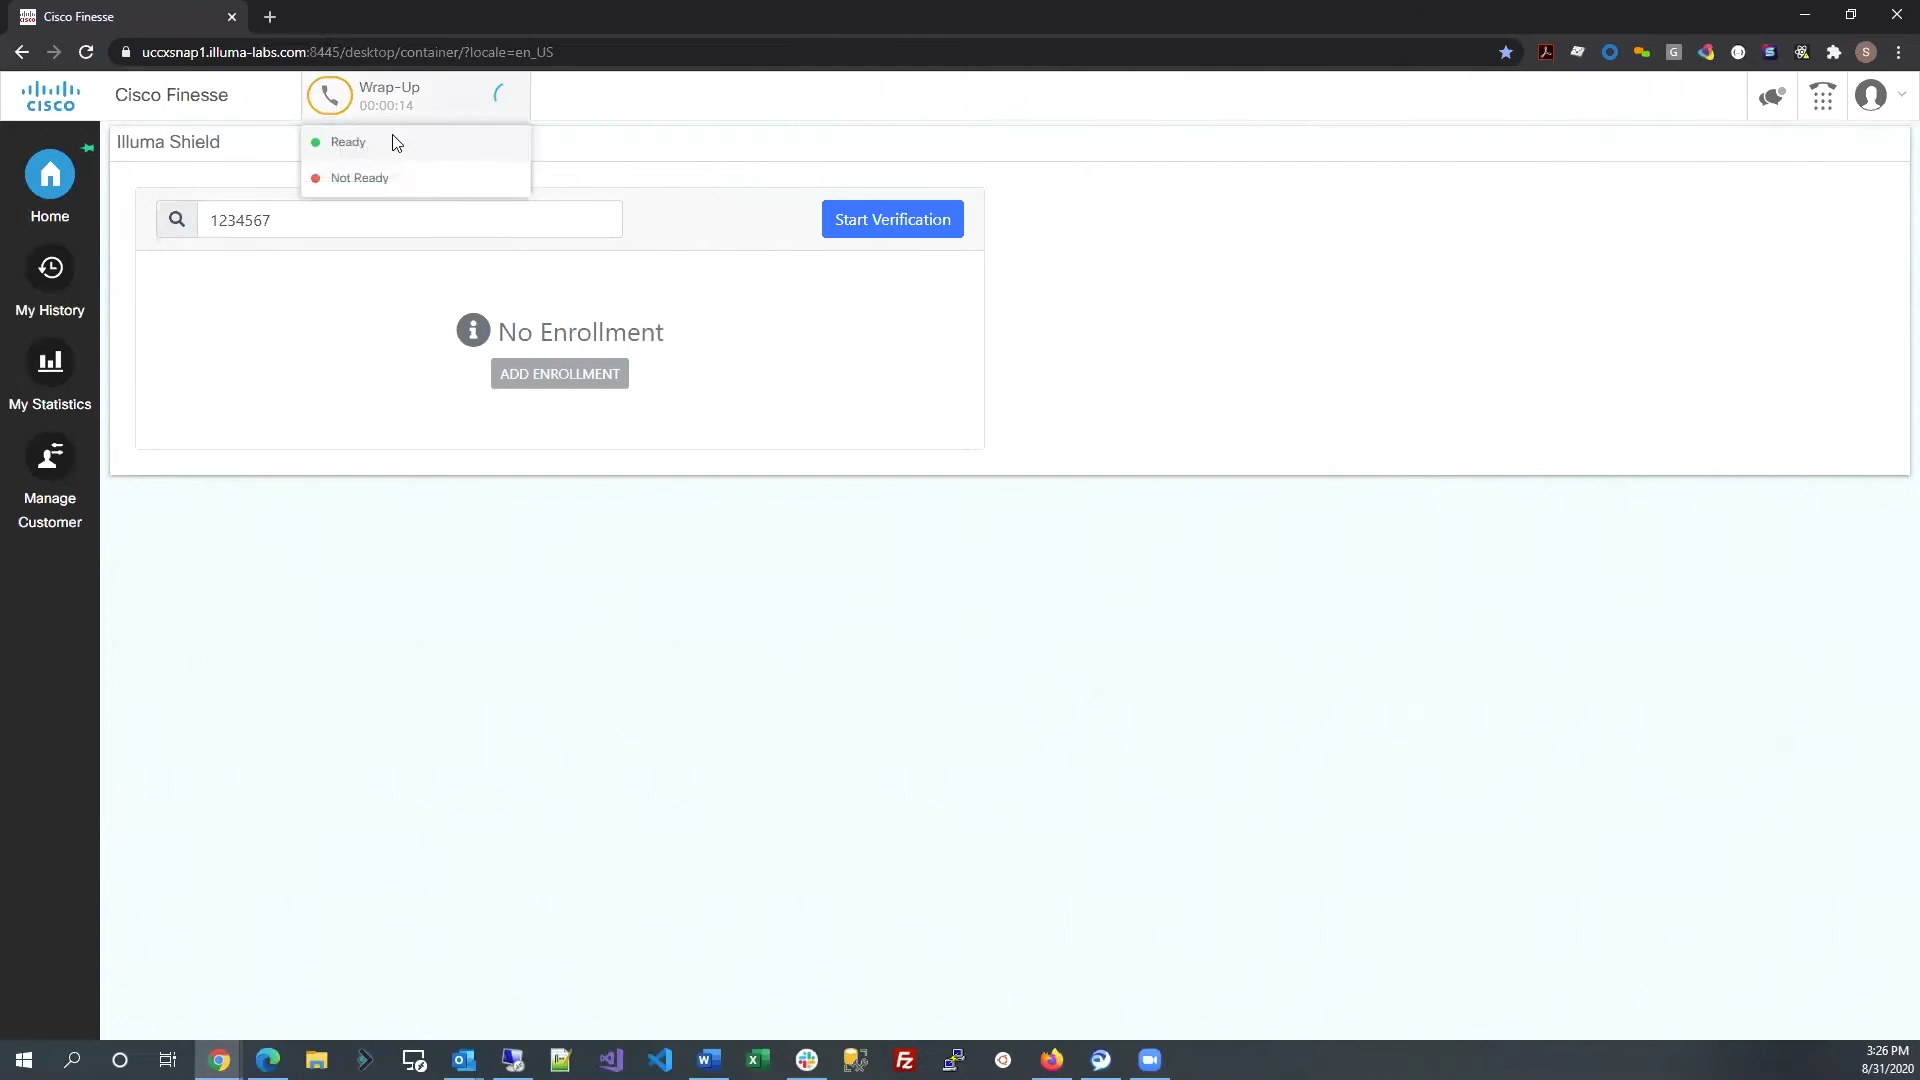 Cisco Finesse
uccxsnap1.illuma-labs.com:8445/desktop/container/?locale=en_US
CISCO
Cisco Finesse
Wrap-Up
00:00:14
Ready
Not Ready
Illuma Shield
1234567
Start Verification
No Enrollment
ADD ENROLLMENT
Home
My History
My Statistics
Manage
Customer
3:26 PM
8/31/2020